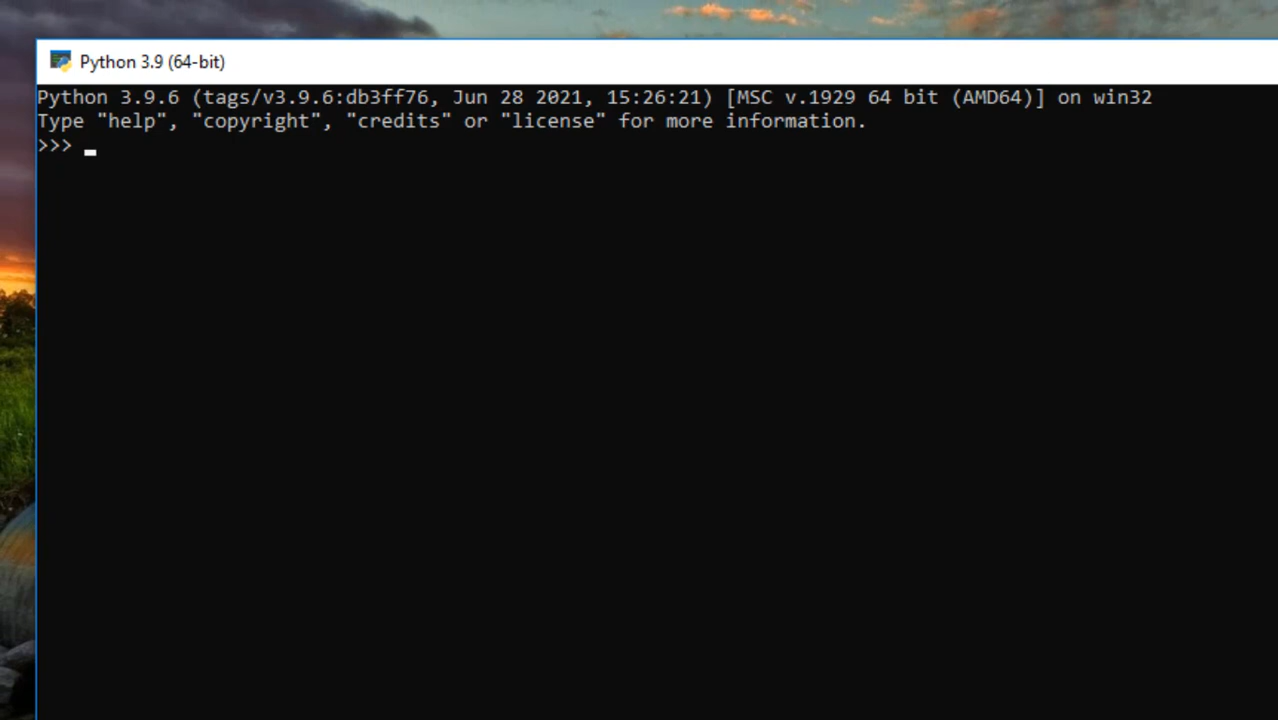 Python 3.9 (64-bit)
Python 3.9.6 (tags/v3.9.6:db3ff76, Jun 28 2021, 15:26:21) [MSC v.1929 64 bit (AMD64)] on win32
Type "help", "copyright", "credits" or "license" for more information.
>>>